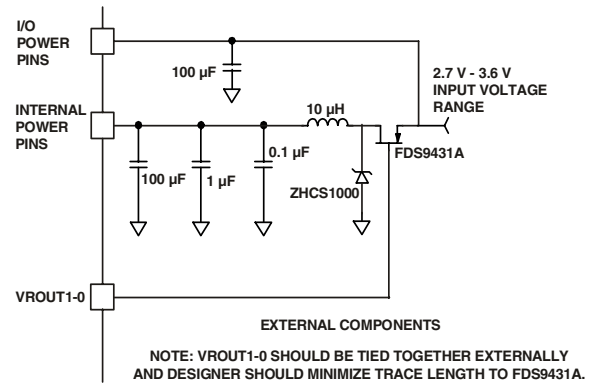 I/O
POWER
PINS
100 µF
2.7 V - 3.6 V
INPUT VOLTAGE
RANGE
INTERNAL
POWER
PINS
10 µH
FDS9431A
100 µF
1 µF
0.1 µF
ZHCS1000
VROUT1-0
EXTERNAL COMPONENTS
NOTE: VROUT1-0 SHOULD BE TIED TOGETHER EXTERNALLY
AND DESIGNER SHOULD MINIMIZE TRACE LENGTH TO FDS9431A.